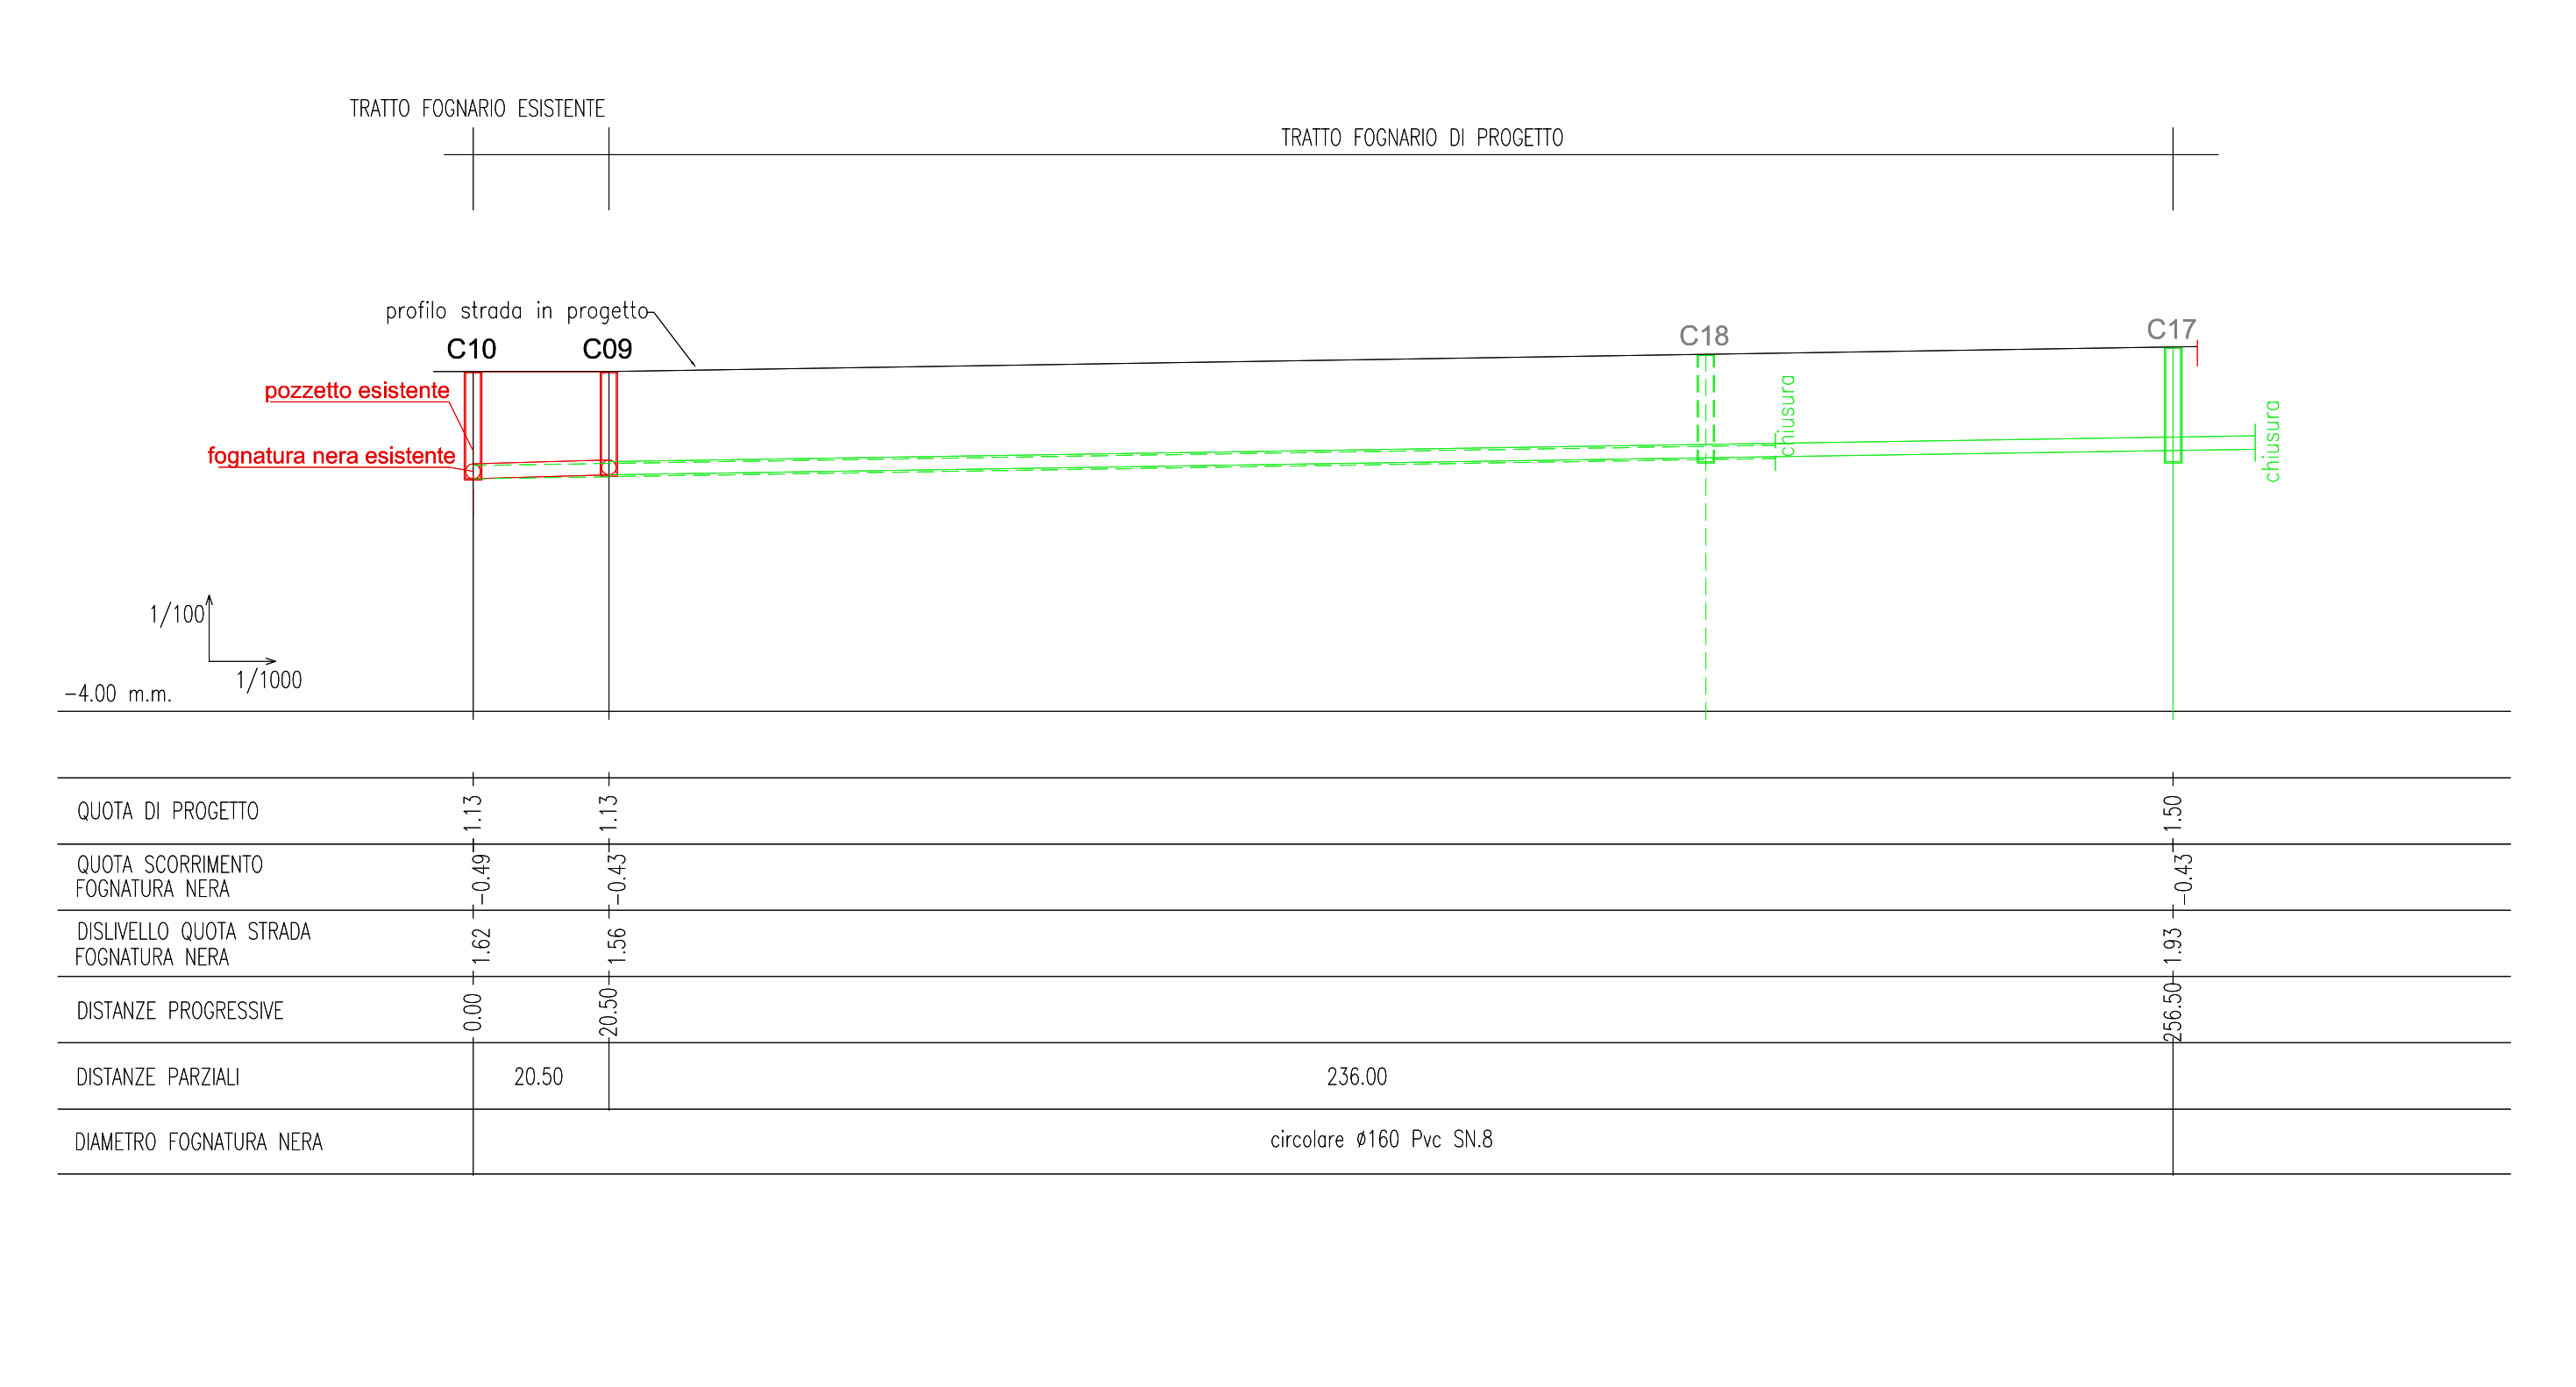 TRATTO FOGNARIO ESISTENTE
TRATTO FOGNARIO DI PROGETTO
profilo strada in progetto
C10
C09
C18
C17
pozzetto esistente
fognatura nera esistente
chiusura
chiusura
1/100
1/1000
-4.00 m.m.
QUOTA DI PROGETTO
1.13
1.13
1.50
QUOTA SCORRIMENTO
FOGNATURA NERA
-0.49
-0.43
-0.43
DISLIVELLO QUOTA STRADA
FOGNATURA NERA
1.62
1.56
1.93
DISTANZE PROGRESSIVE
0.00
20.50
256.50
DISTANZE PARZIALI
20.50
236.00
DIAMETRO FOGNATURA NERA
circolare ø160 Pvc SN.8